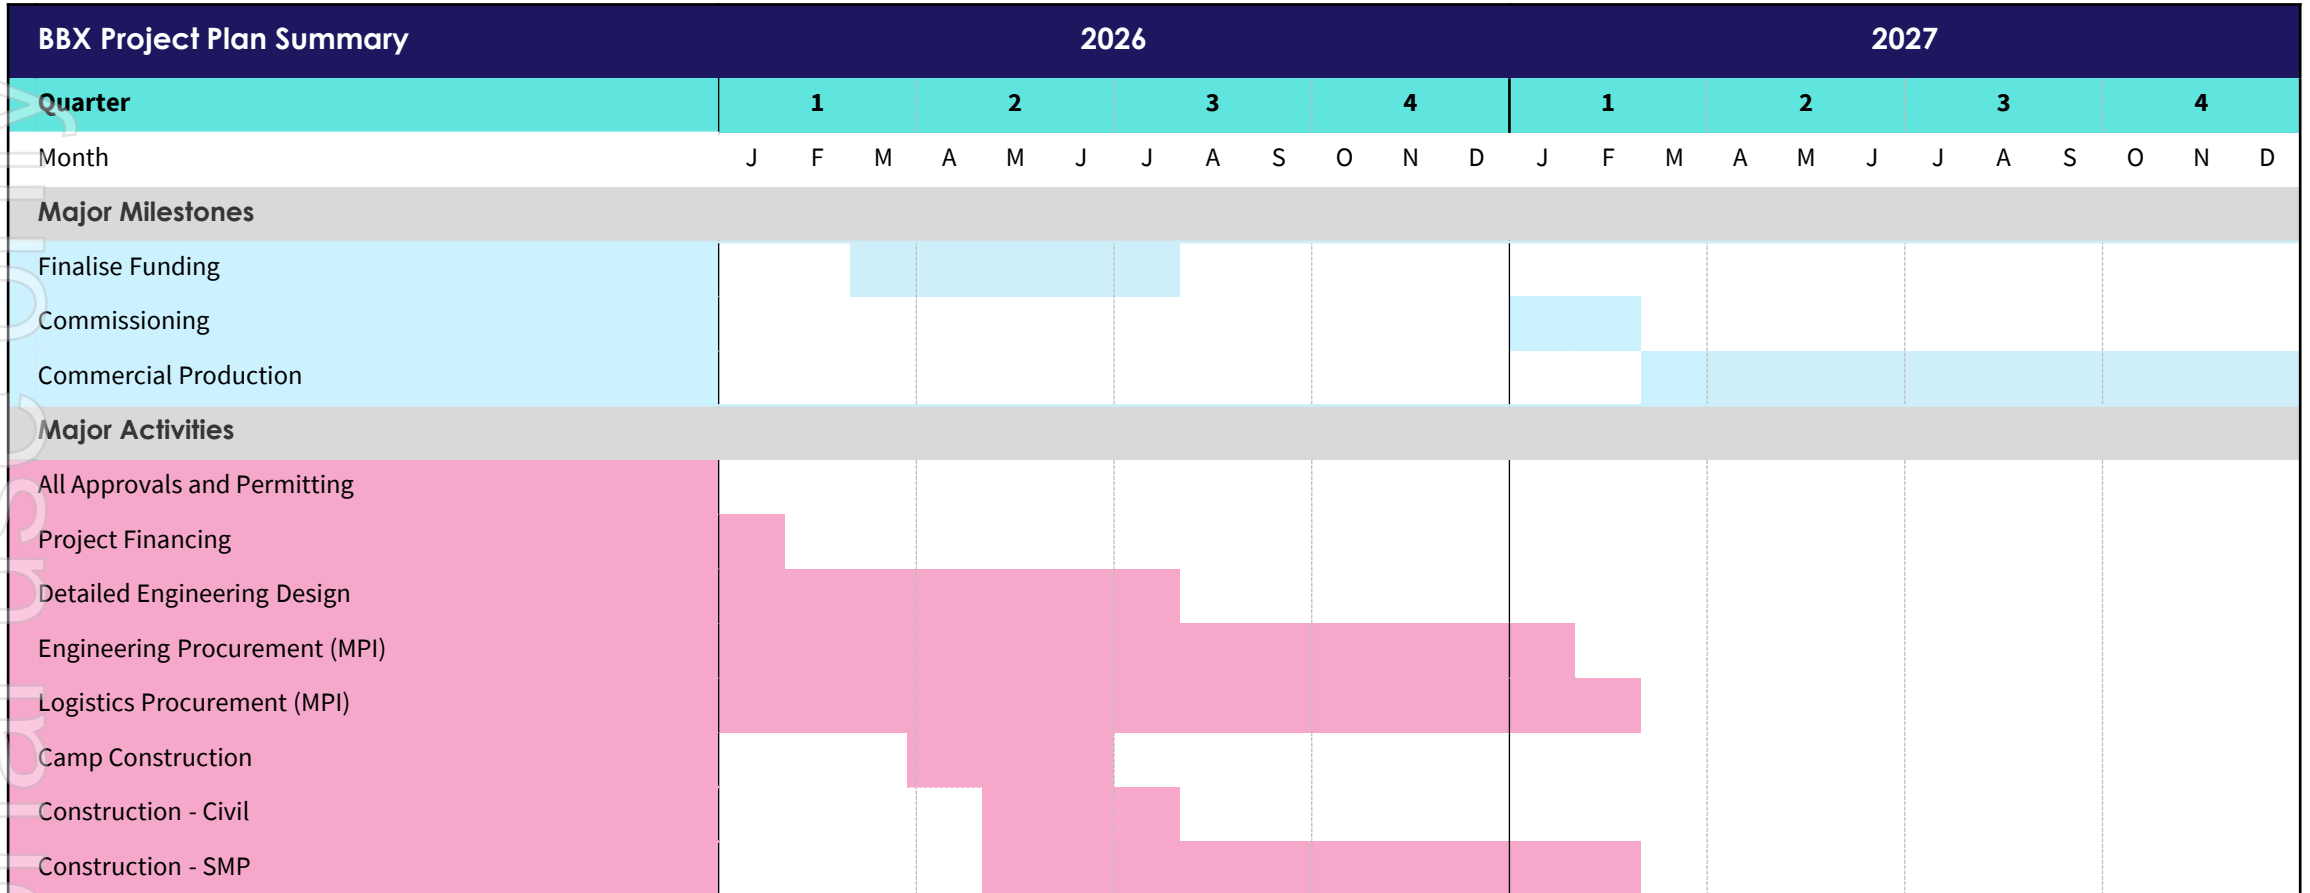 BBX Project Plan Summary 2026 2027
Quarter 1 2 3 4 1 2 3 4
Month J F M A M J J A S O N D J F M A M J J A S O N D
Major Milestones
Finalise Funding
Commissioning
Commercial Production
Major Activities
All Approvals and Permitting
Project Financing
Detailed Engineering Design
Engineering Procurement (MPI)
Logistics Procurement (MPI)
Camp Construction
Construction - Civil
Construction - SMP